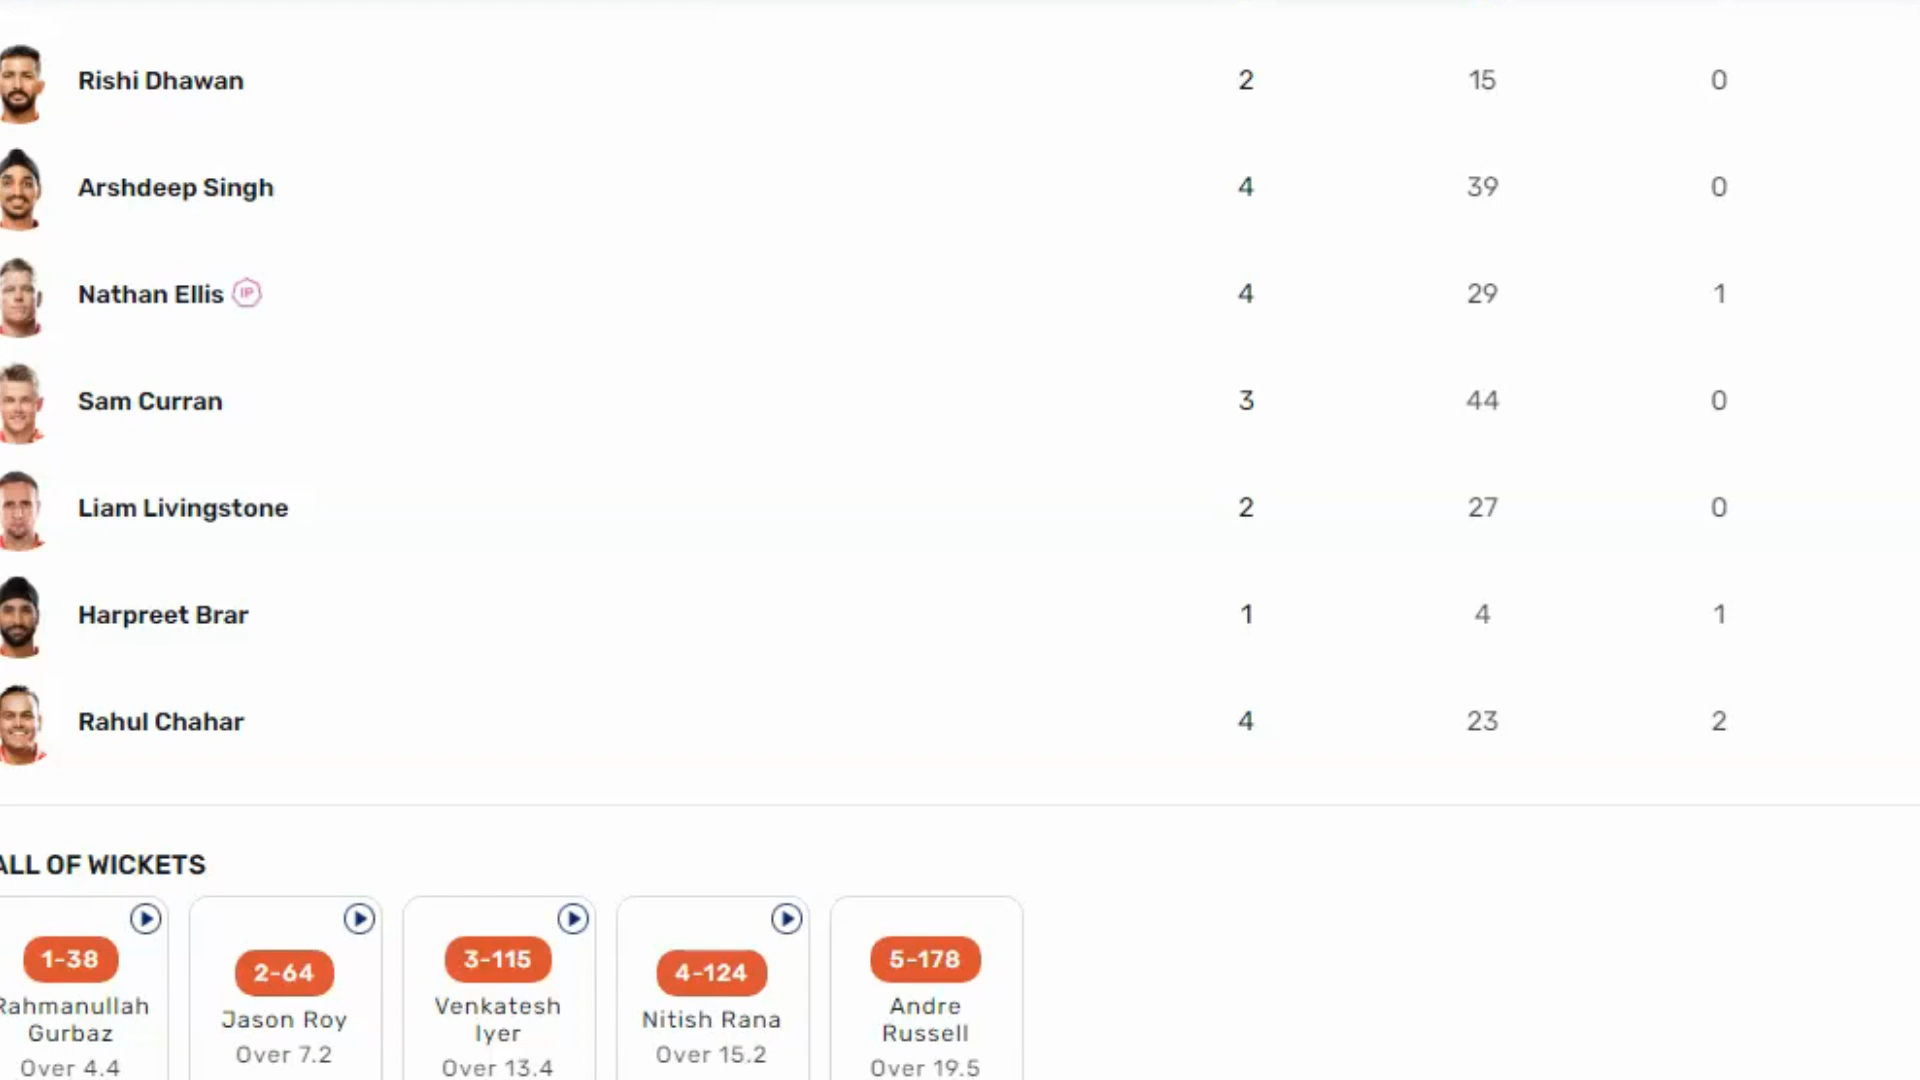 Rishi Dhawan 2 15 0
Arshdeep Singh 4 39 0
Nathan Ellis IP 4 29 1
Sam Curran 3 44 0
Liam Livingstone 2 27 0
Harpreet Brar 1 4 1
Rahul Chahar 4 23 2
ALL OF WICKETS
1-38
Rahmanullah
Gurbaz
Over 4.4
2-64
Jason Roy
Over 7.2
3-115
Venkatesh
Iyer
Over 13.4
4-124
Nitish Rana
Over 15.2
5-178
Andre
Russell
Over 19.5